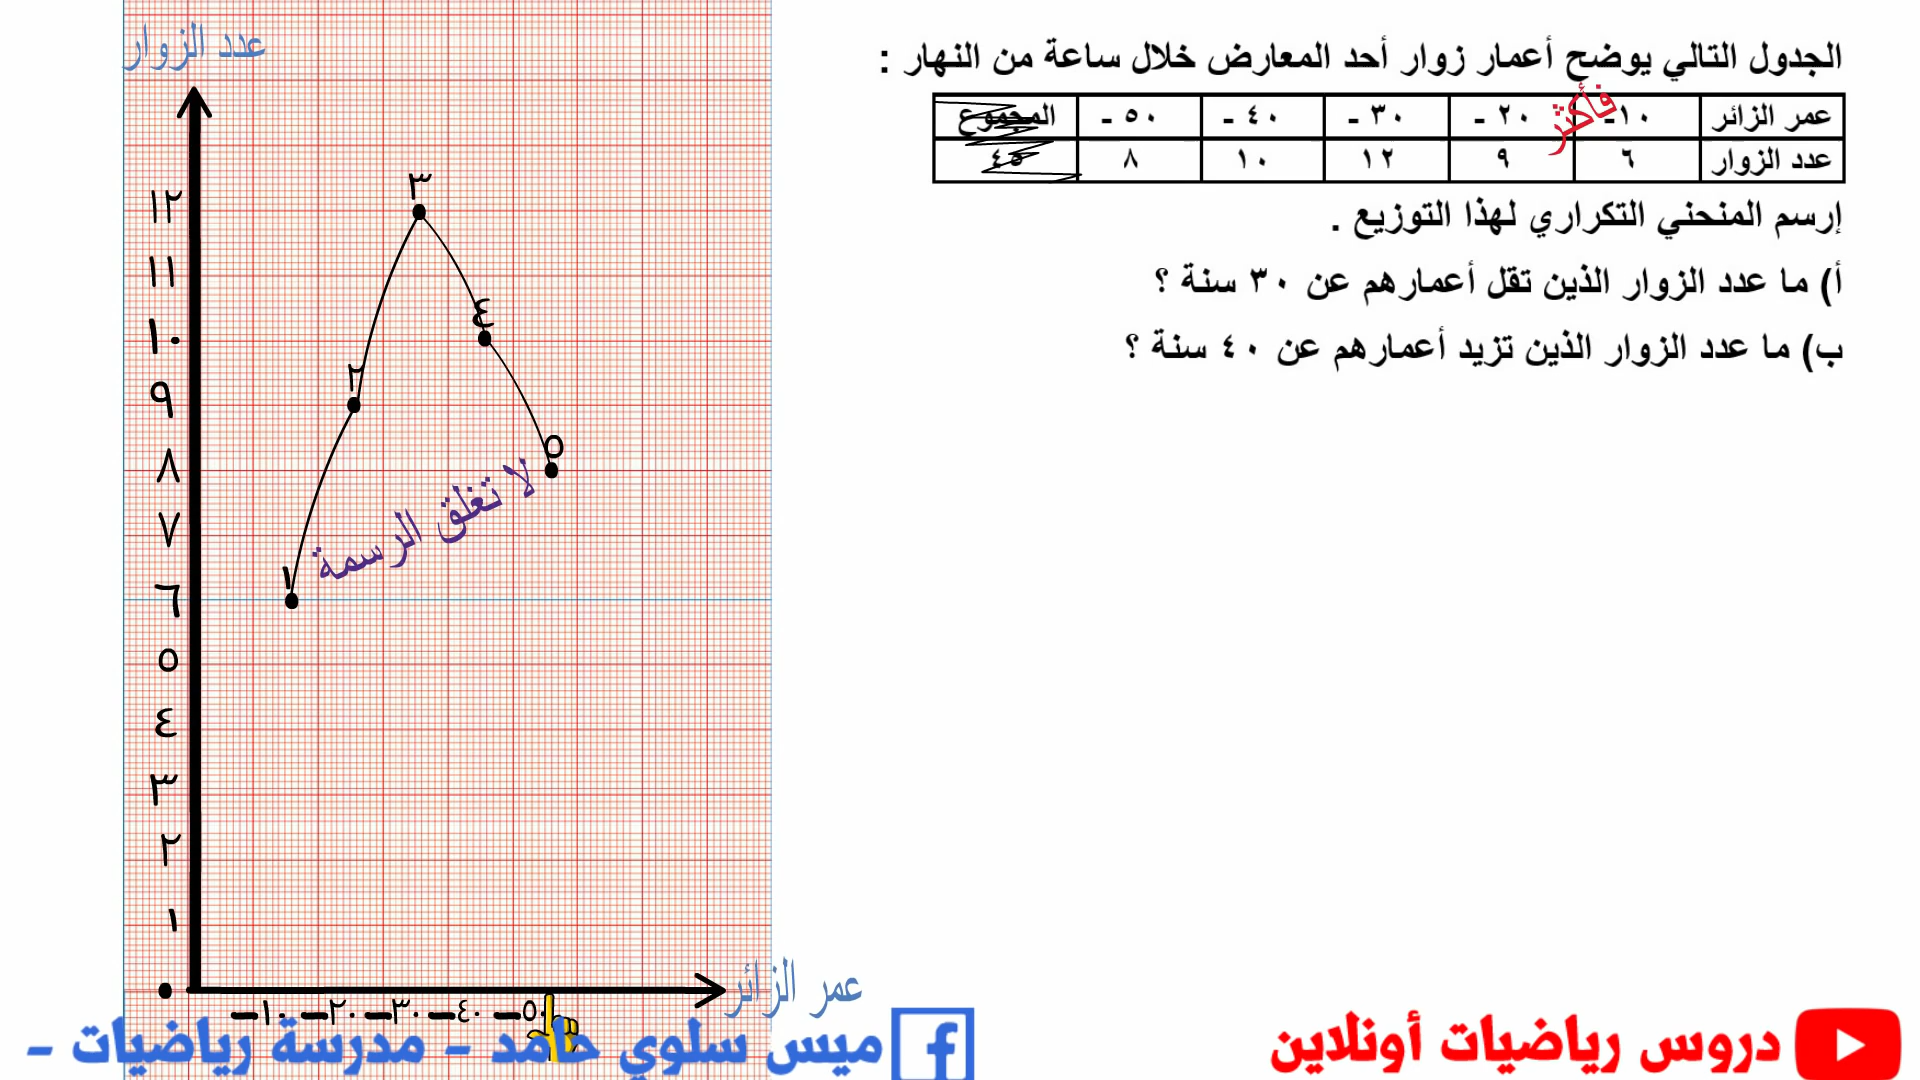 الجدول التالي يوضح أعمار زوار أحد المعارض خلال ساعة من النهار :
عمر الزائر ١٠- ٢٠ - ٣٠ - ٤٠ - ٥٠ - المجموع
فأكثر
عدد الزوار ٦ ٩ ١٢ ١٠ ٨ ٤٥
إرسم المنحني التكراري لهذا التوزيع .
أ) ما عدد الزوار الذين تقل أعمارهم عن ٣٠ سنة ؟
ب) ما عدد الزوار الذين تزيد أعمارهم عن ٤٠ سنة ؟
عدد الزوار
١٢
١١
١٠
٩
٨
٧
٦
٥
٤
٣
٢
١
٠
٣
٤
٢
٥
١
لا تغلق الرسمة
عمر الزائر
١٠- ٢٠- ٣٠- ٤٠- ٥٠-
دروس رياضيات أونلاين
ميس سلوي حامد - مدرسة رياضيات -